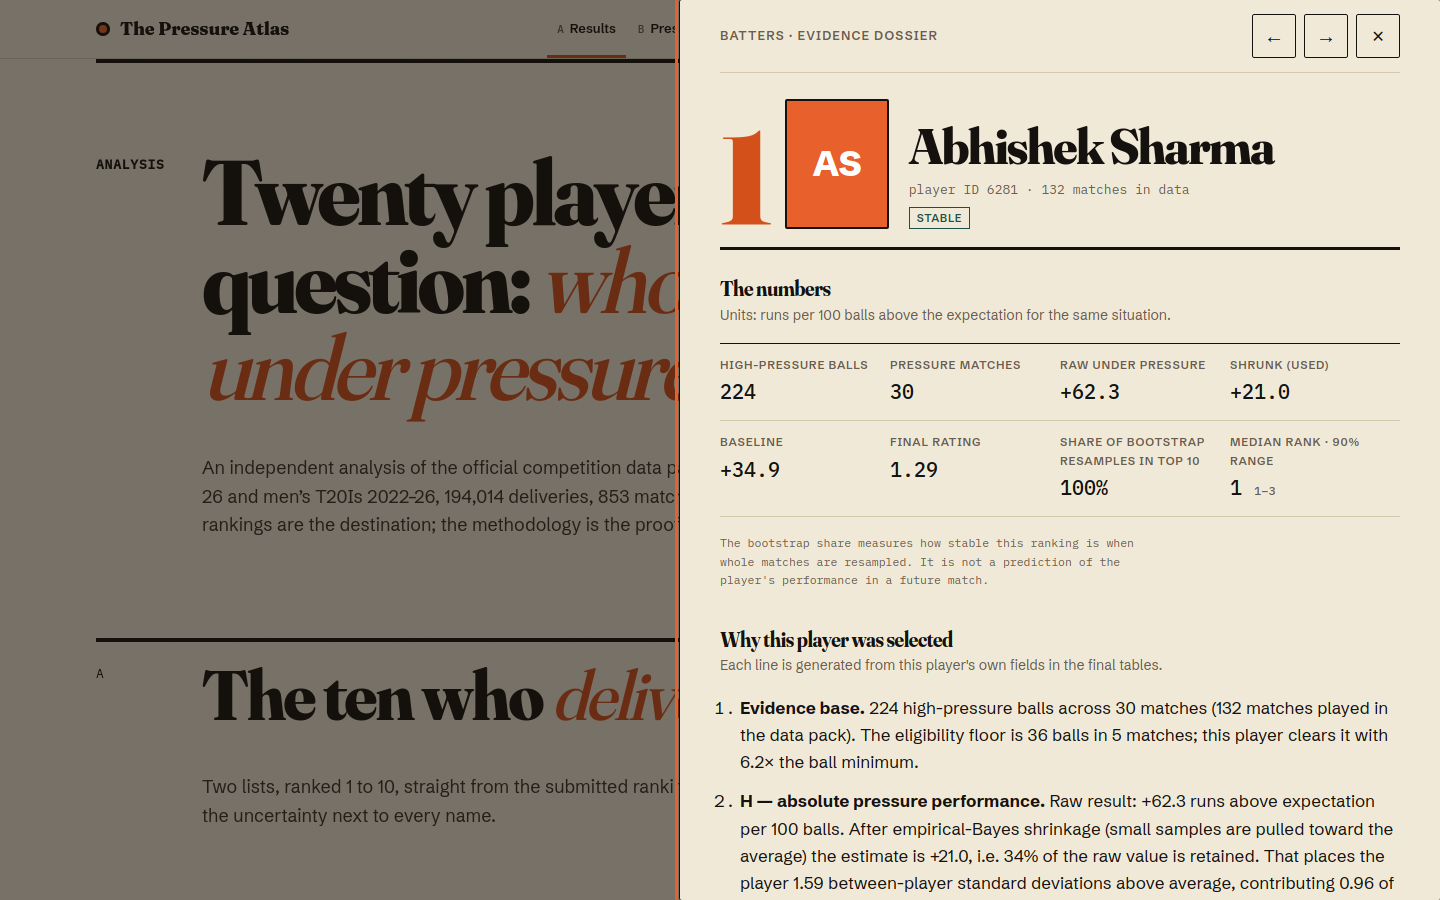 The Pressure Atlas
A Results
B Pres
ANALYSIS
Twenty playe
question: who
under pressure
An independent analysis of the official competition data p
26 and men's T20Is 2022–26, 194,014 deliveries, 853 matc
rankings are the destination; the methodology is the proo
A
The ten who deliv
Two lists, ranked 1 to 10, straight from the submitted ranki
the uncertainty next to every name.
BATTERS · EVIDENCE DOSSIER
← → ×
1
AS
Abhishek Sharma
player ID 6281 · 132 matches in data
STABLE
The numbers
Units: runs per 100 balls above the expectation for the same situation.
HIGH-PRESSURE BALLS PRESSURE MATCHES RAW UNDER PRESSURE SHRUNK (USED)
224 30 +62.3 +21.0
BASELINE FINAL RATING SHARE OF BOOTSTRAP MEDIAN RANK · 90%
RESAMPLES IN TOP 10 RANGE
+34.9 1.29 100% 1 1–3
The bootstrap share measures how stable this ranking is when
whole matches are resampled. It is not a prediction of the
player's performance in a future match.
Why this player was selected
Each line is generated from this player's own fields in the final tables.
1. Evidence base. 224 high-pressure balls across 30 matches (132 matches played in
the data pack). The eligibility floor is 36 balls in 5 matches; this player clears it with
6.2× the ball minimum.
2. H — absolute pressure performance. Raw result: +62.3 runs above expectation
per 100 balls. After empirical-Bayes shrinkage (small samples are pulled toward the
average) the estimate is +21.0, i.e. 34% of the raw value is retained. That places the
player 1.59 between-player standard deviations above average, contributing 0.96 of